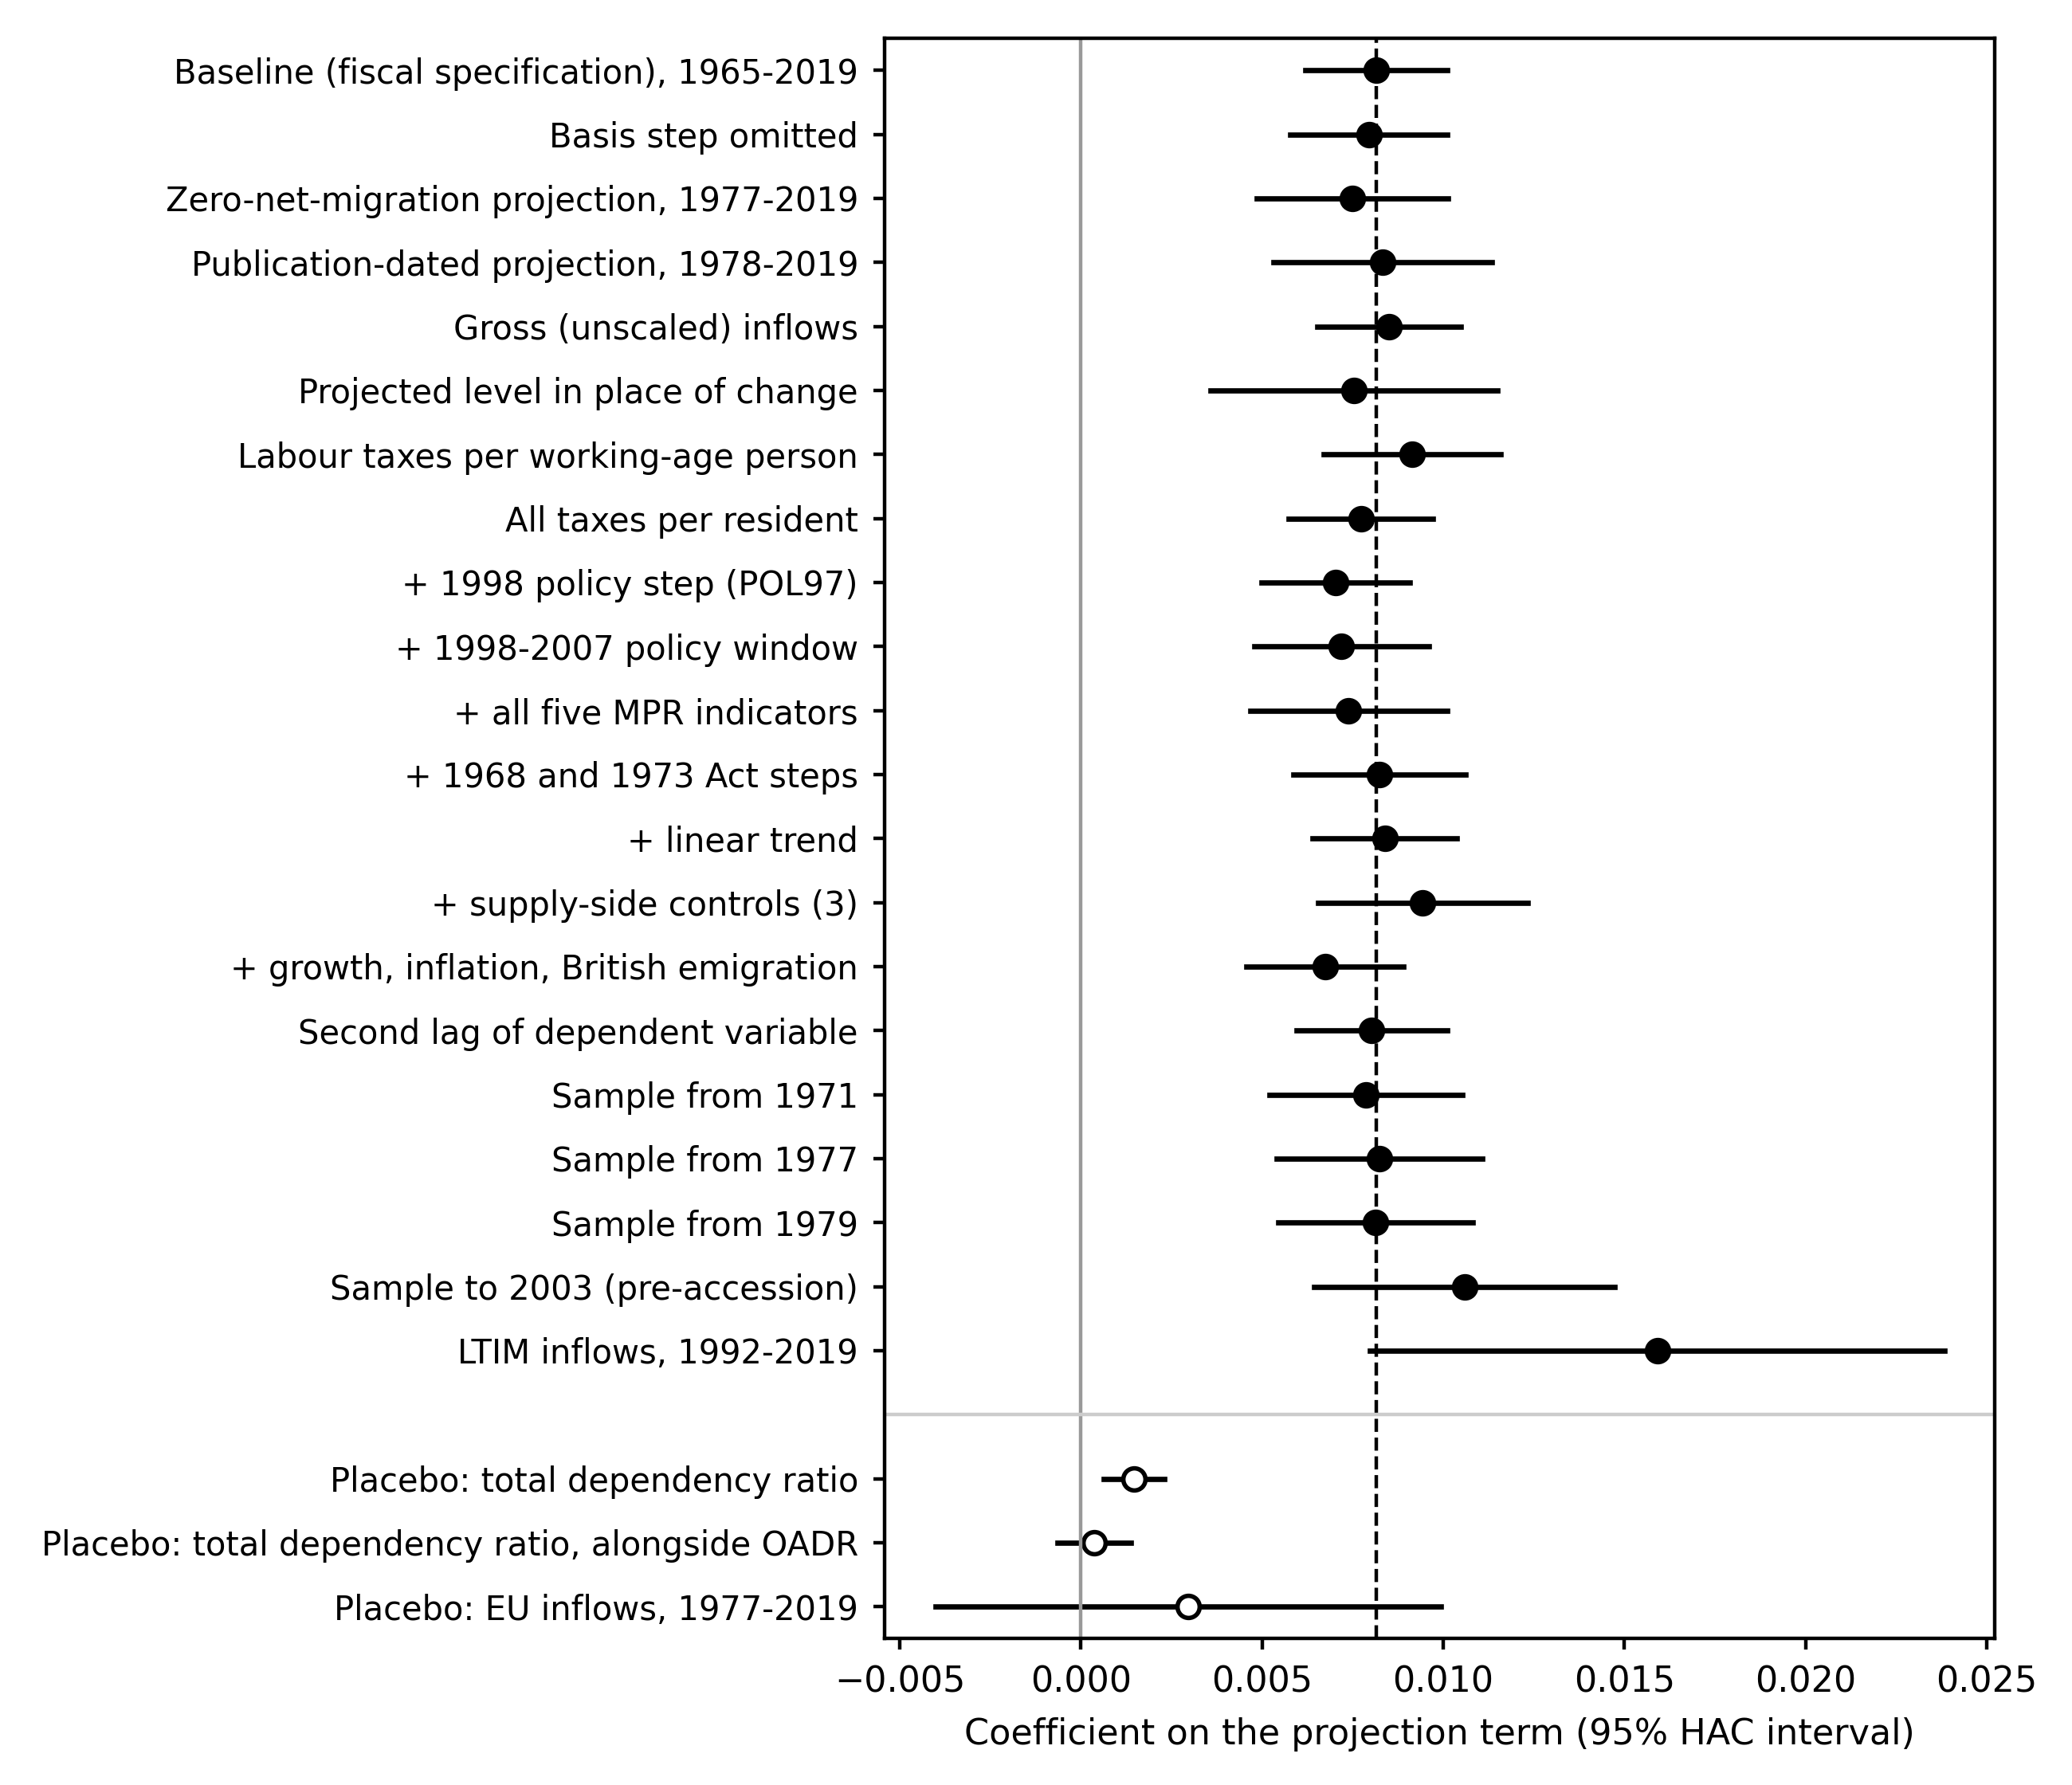 Baseline (fiscal specification), 1965-2019
Basis step omitted
Zero-net-migration projection, 1977-2019
Publication-dated projection, 1978-2019
Gross (unscaled) inflows
Projected level in place of change
Labour taxes per working-age person
All taxes per resident
+ 1998 policy step (POL97)
+ 1998-2007 policy window
+ all five MPR indicators
+ 1968 and 1973 Act steps
+ linear trend
+ supply-side controls (3)
+ growth, inflation, British emigration
Second lag of dependent variable
Sample from 1971
Sample from 1977
Sample from 1979
Sample to 2003 (pre-accession)
LTIM inflows, 1992-2019
Placebo: total dependency ratio
Placebo: total dependency ratio, alongside OADR
Placebo: EU inflows, 1977-2019
−0.005 0.000 0.005 0.010 0.015 0.020 0.025
Coefficient on the projection term (95% HAC interval)